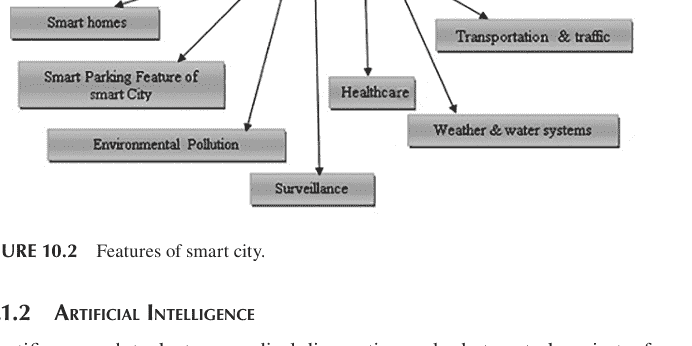 Smart homes
Transportation & traffic
Smart Parking Feature of
smart City
Healthcare
Weather & water systems
Environmental Pollution
Surveillance
URE 10.2 Features of smart city.
.1.2 ARTIFICIAL INTELLIGENCE